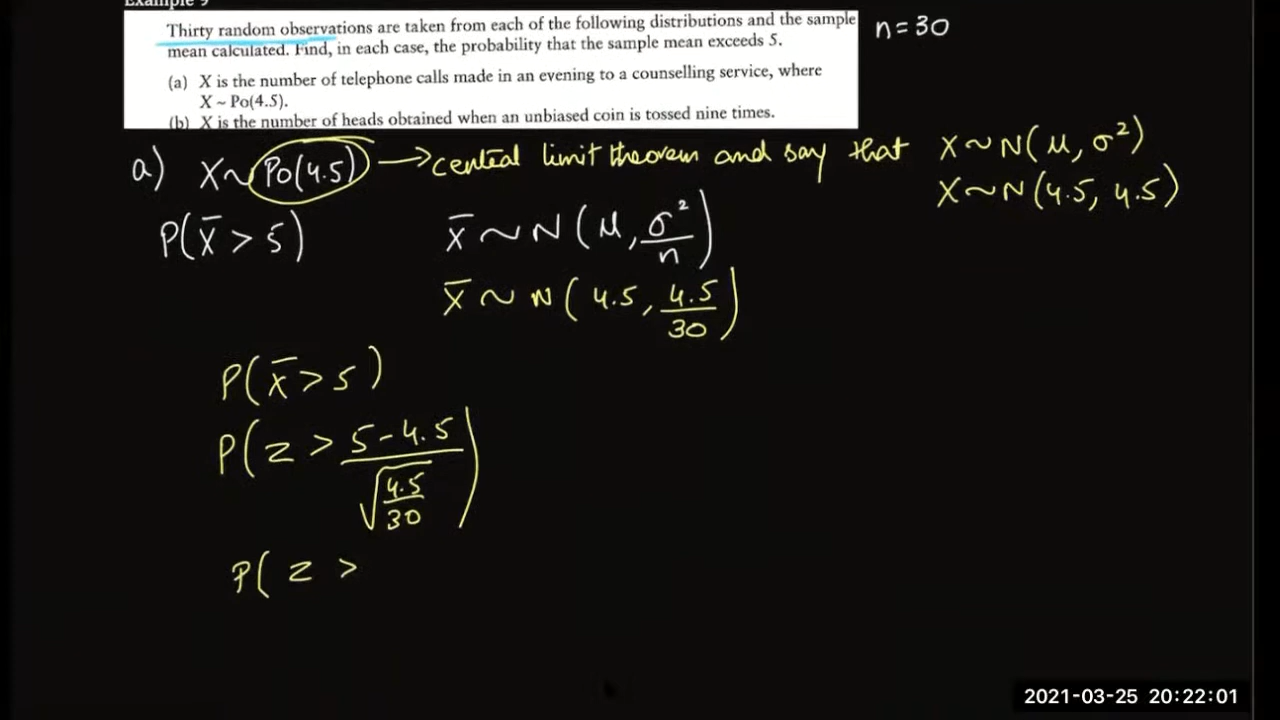 Example 9
Thirty random observations are taken from each of the following distributions and the sample
mean calculated. Find, in each case, the probability that the sample mean exceeds 5.
n=30
(a) X is the number of telephone calls made in an evening to a counselling service, where
X ~ Po(4.5).
(b) X is the number of heads obtained when an unbiased coin is tossed nine times.
a) X~Po(4.5) → central limit theorem and say that X~N(μ, σ²)
X~N(4.5, 4.5)
P(X̄ > 5) X̄ ~ N(μ, σ²/n)
X̄ ~ N(4.5, 4.5/30)
P(X̄ > 5)
P(Z > 5-4.5/√4.5/30)
P( Z >
2021-03-25 20:22:01